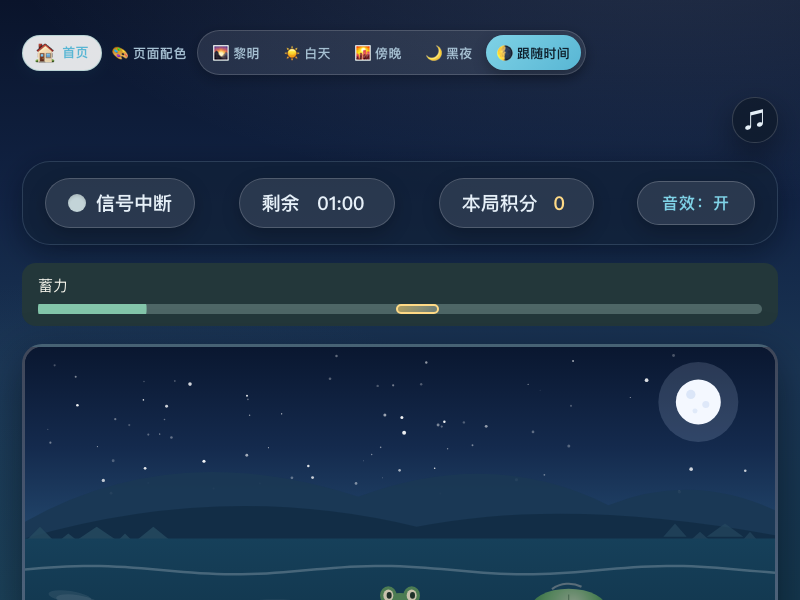 首页
页面配色
黎明
白天
傍晚
黑夜
跟随时间
信号中断
剩余 01:00
本局积分 0
音效：开
蓄力